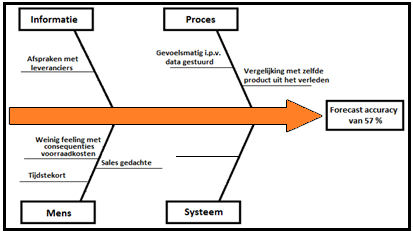 Informatie
Proces
Afspraken met
leveranciers
Gevoelsmatig i.p.v.
data gestuurd
Vergelijking met zelfde
product uit het verleden
Forecast accuracy
van 57 %
Weinig feeling met
consequenties
voorraadkosten
Sales gedachte
Tijdstekort
Mens
Systeem